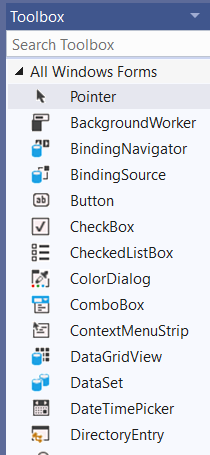 Toolbox
Search Toolbox
All Windows Forms
Pointer
BackgroundWorker
BindingNavigator
BindingSource
Button
CheckBox
CheckedListBox
ColorDialog
ComboBox
ContextMenuStrip
DataGridView
DataSet
DateTimePicker
DirectoryEntry